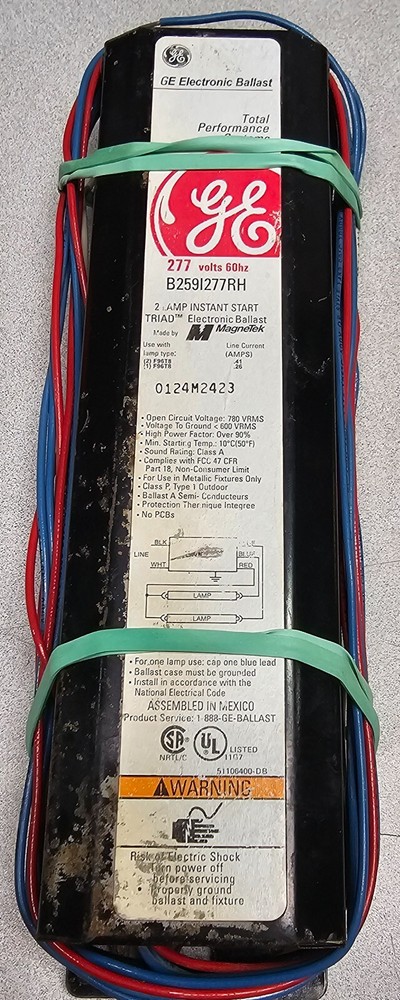 GE
GE Electronic Ballast
Total
Performance
Systems
GE
277 volts 60hz
B259I277RH
2 LAMP INSTANT START
TRIAD™ Electronic Ballast
Made by MagneTek
Use with Line Current
lamp type: (AMPS)
(2) F96T8 .41
(1) F96T8 .26
0124M2423
• Open Circuit Voltage: 780 VRMS
• Voltage To Ground < 600 VRMS
• High Power Factor: Over 90%
• Min. Starting Temp.: 10°C(50°F)
• Sound Rating: Class A
• Complies with FCC 47 CFR
Part 18, Non-Consumer Limit
• For Use in Metallic Fixtures Only
• Class P, Type 1 Outdoor
• Ballast A Semi-Conducteurs
• Protection Thermique Integree
• No PCBs
BLK BLUE
LINE BLUE
WHT RED
LAMP
LAMP
• For one lamp use: cap one blue lead
• Ballast case must be grounded
• Install in accordance with the
National Electrical Code
ASSEMBLED IN MEXICO
Product Service: 1-888-GE-BALLAST
SA UL LISTED
NRTL/C 1107
51106400-DB
WARNING
Risk of Electric Shock
Turn power off
before servicing
Properly ground
ballast and fixture